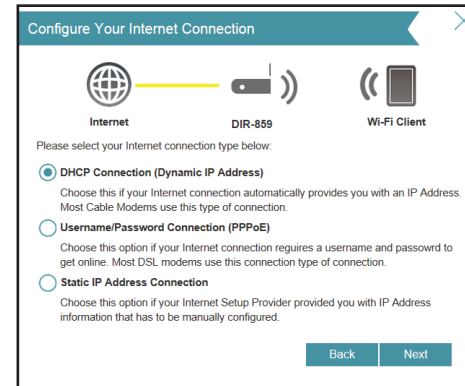 Configure Your Internet Connection
Internet
DIR-859
Wi-Fi Client
Please select your Internet connection type below:
DHCP Connection (Dynamic IP Address)
Choose this if your Internet connection automatically provides you with an IP Address.
Most Cable Modems use this type of connection.
Username/Password Connection (PPPoE)
Choose this option if your Internet connection requires a username and passowrd to
get online. Most DSL modems use this connection type of connection.
Static IP Address Connection
Choose this option if your Internet Setup Provider provided you with IP Address
information that has to be manually configured.
Back
Next